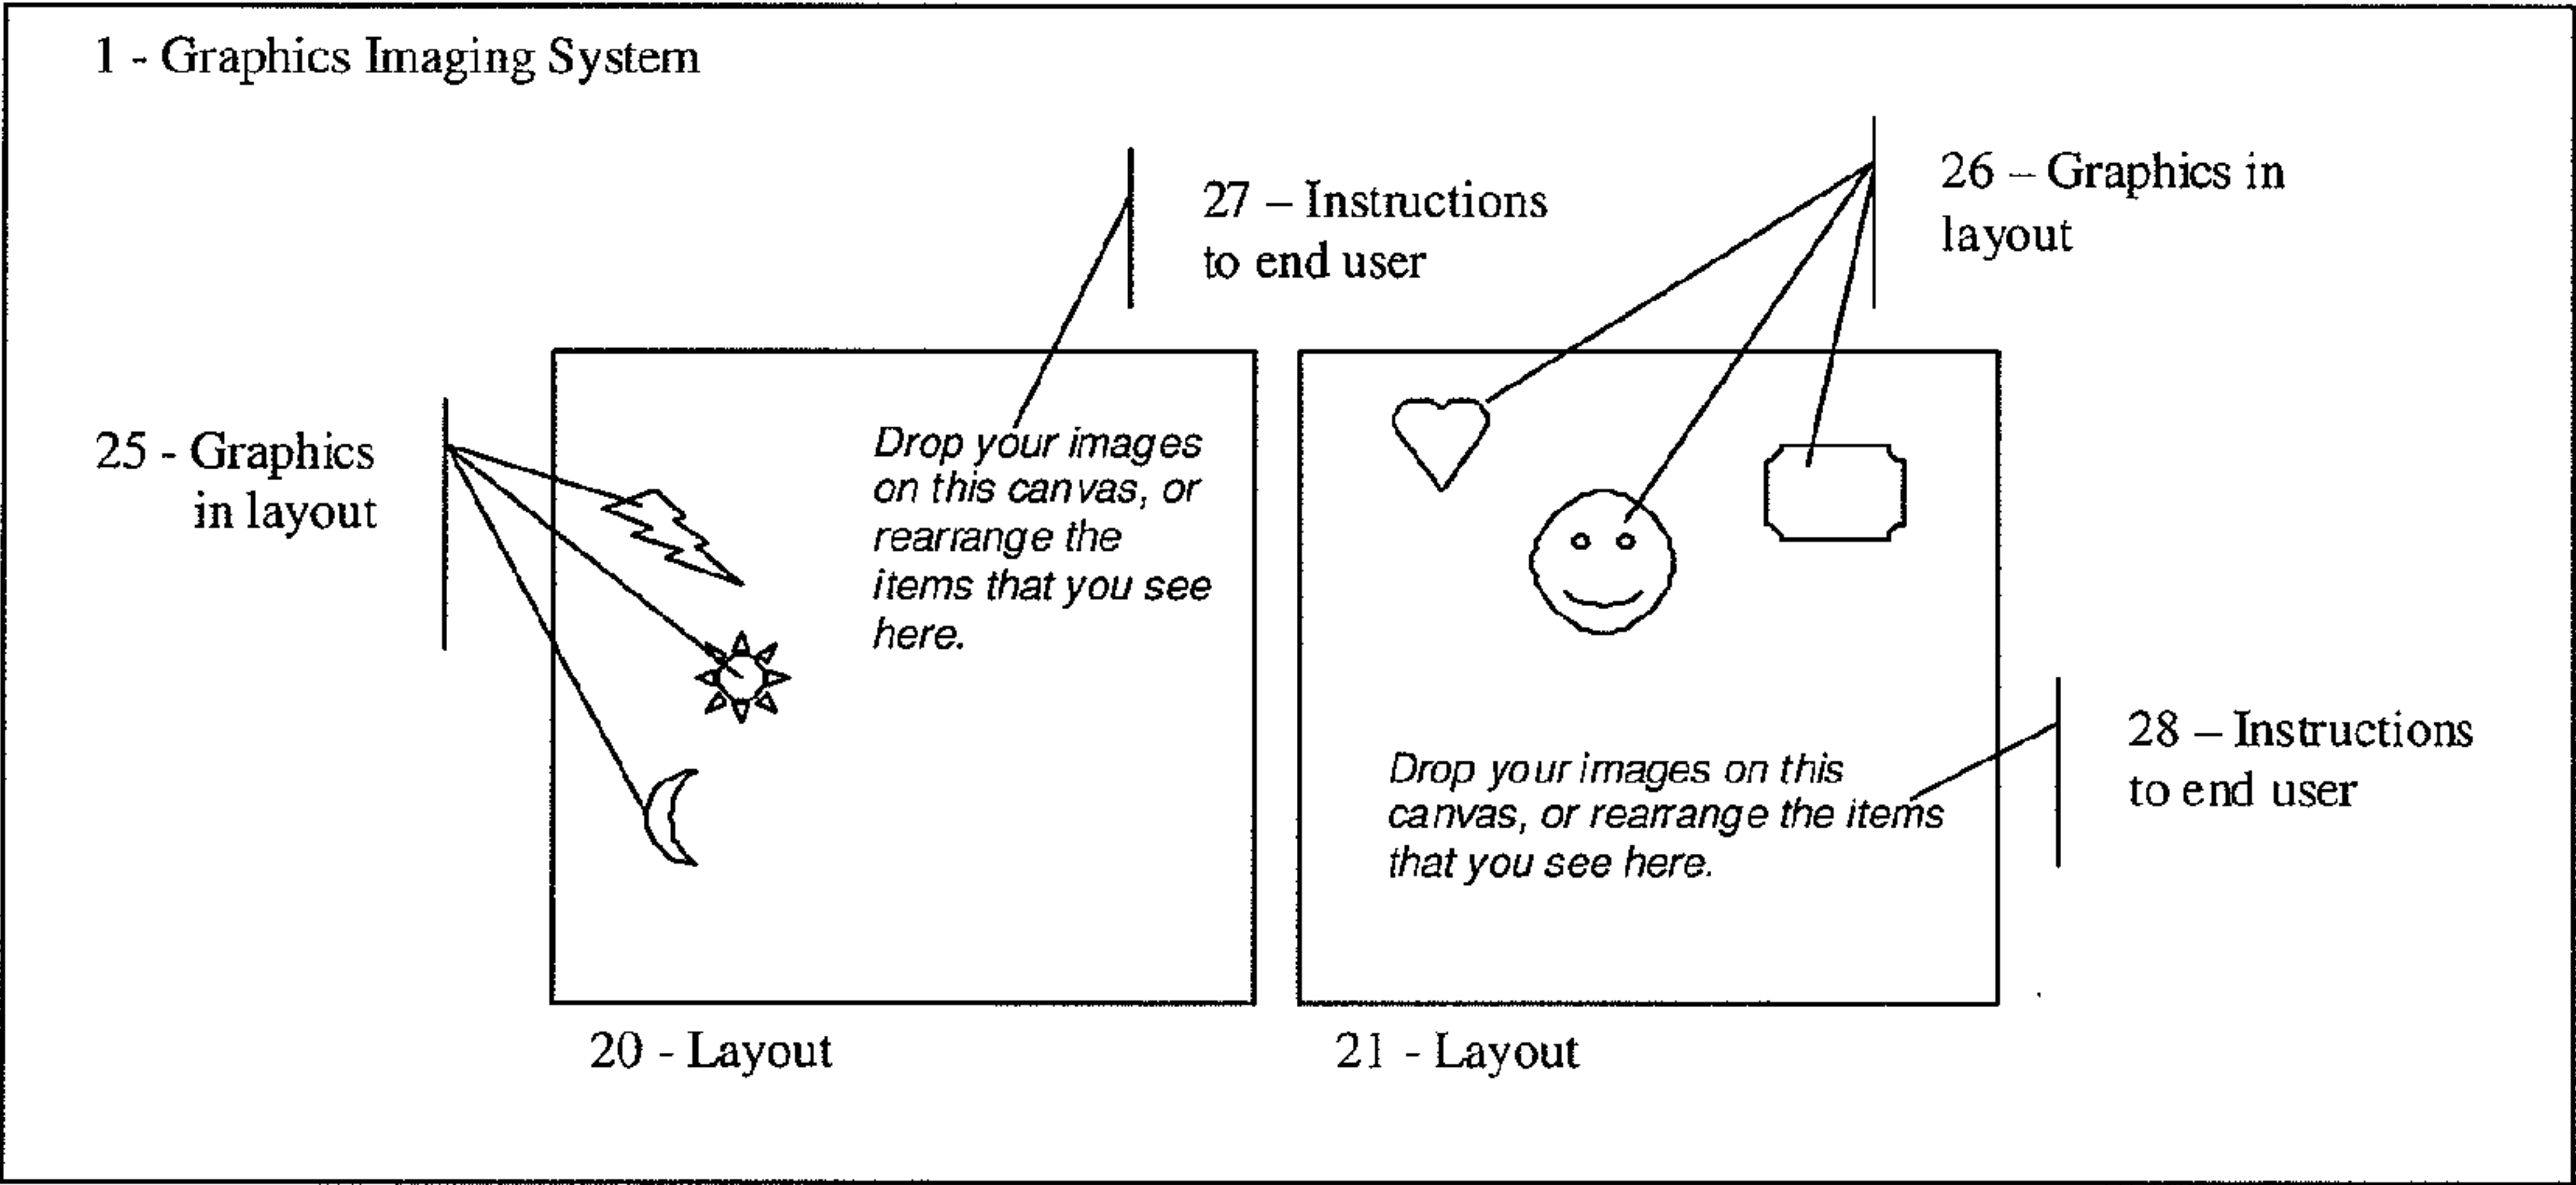 1 - Graphics Imaging System
27 – Instructions
to end user
26 – Graphics in
layout
25 - Graphics
in layout
Drop your images
on this canvas, or
rearrange the
items that you see
here.
28 – Instructions
to end user
Drop your images on this
canvas, or rearrange the items
that you see here.
20 - Layout
21 - Layout